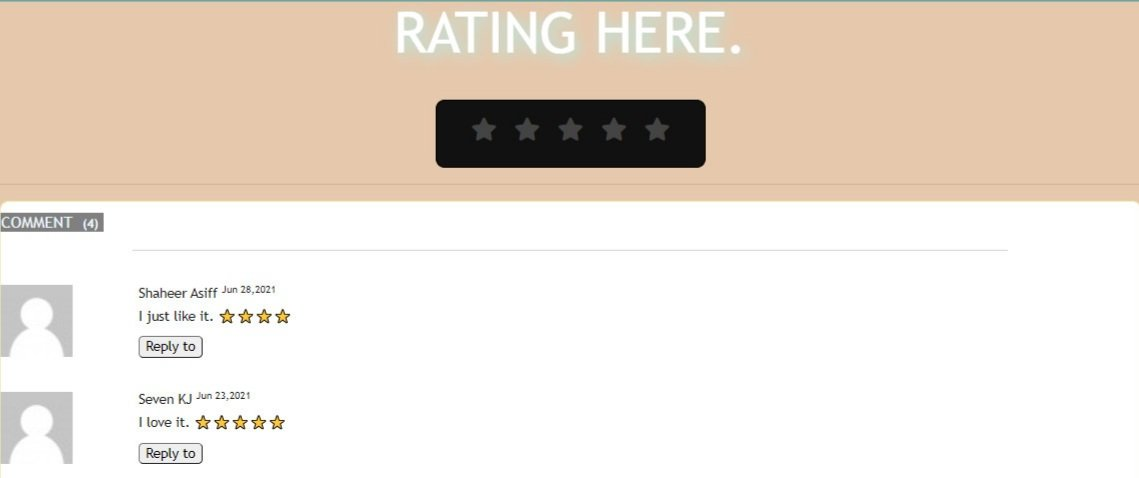 RATING HERE.
COMMENT (4)
Shaheer Asiff Jun 28,2021
I just like it. ⭐⭐⭐⭐
Reply to
Seven KJ Jun 23,2021
I love it. ⭐⭐⭐⭐⭐
Reply to